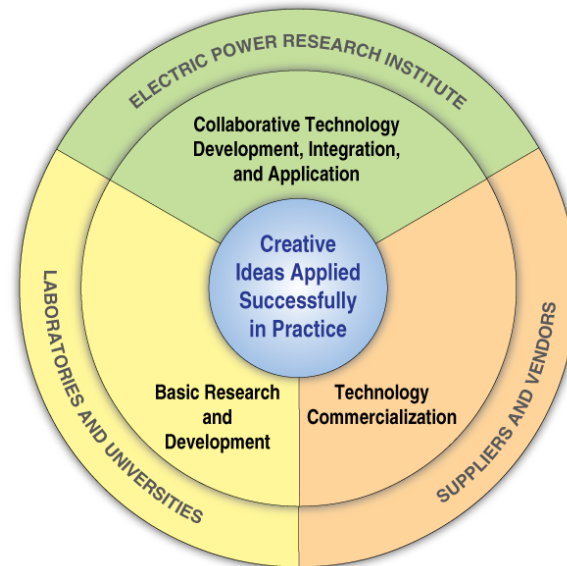 ELECTRIC POWER RESEARCH INSTITUTE
Collaborative Technology
Development, Integration,
and Application
Creative
Ideas Applied
Successfully
in Practice
LABORATORIES AND UNIVERSITIES
Basic Research
and
Development
Technology
Commercialization
SUPPLIERS AND VENDORS